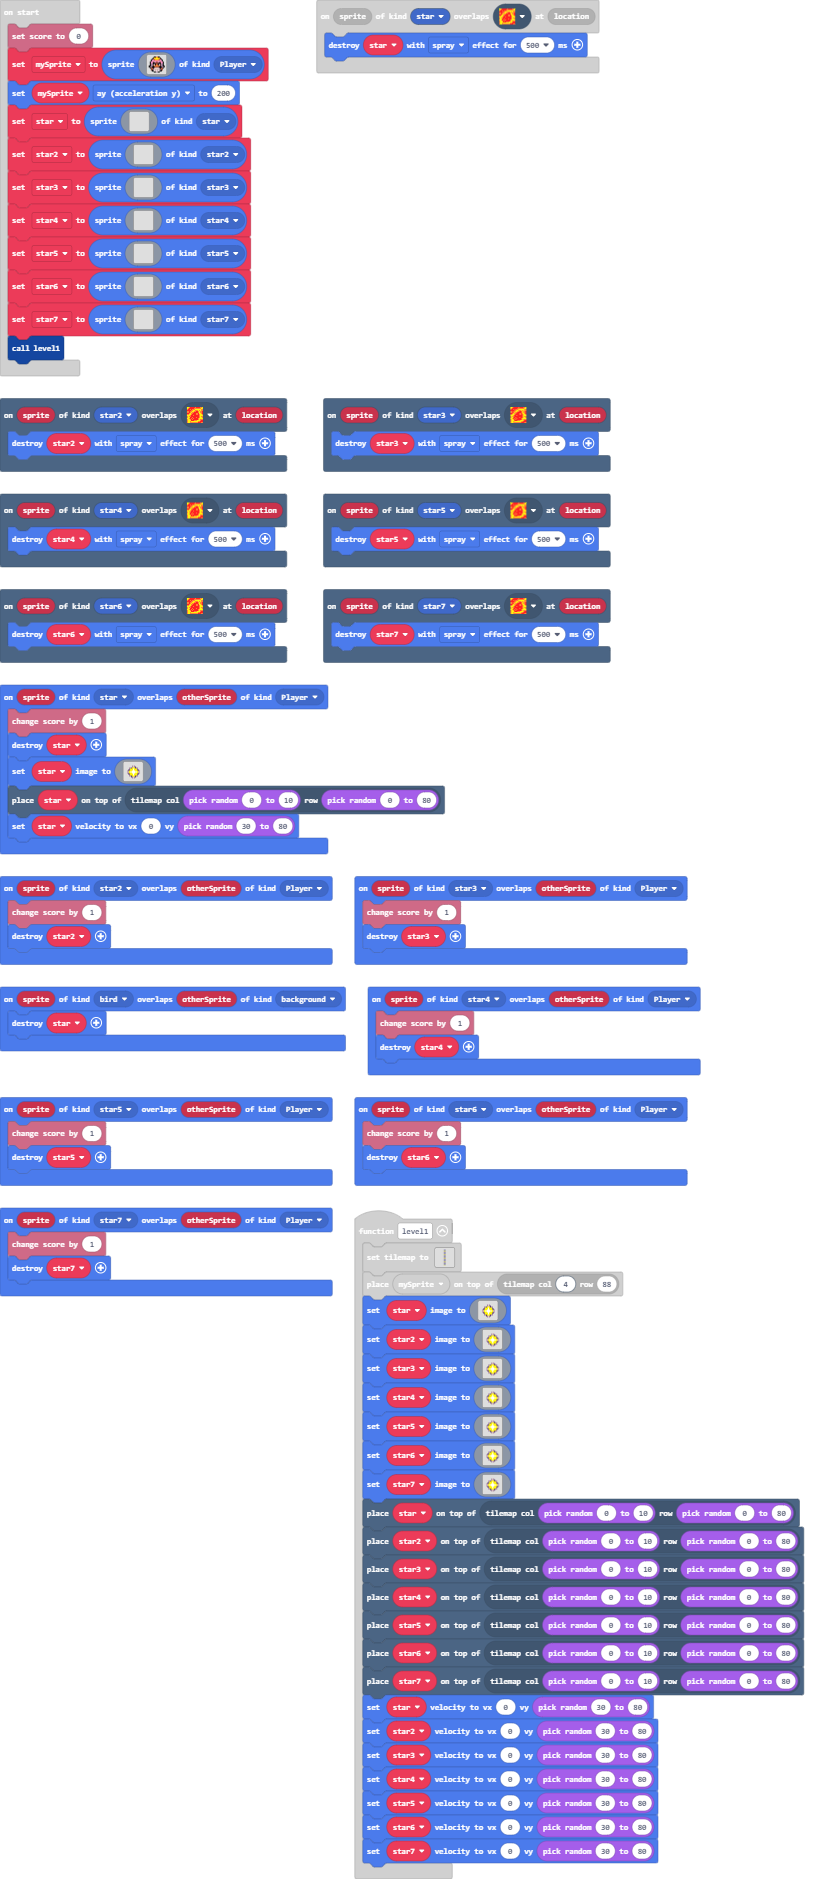 on start
set score to 0
set mySprite to sprite of kind Player
set mySprite ay (acceleration y) to 200
set star to sprite of kind star
set star2 to sprite of kind star2
set star3 to sprite of kind star3
set star4 to sprite of kind star4
set star5 to sprite of kind star5
set star6 to sprite of kind star6
set star7 to sprite of kind star7
call level1
on sprite of kind star overlaps at location
destroy star with spray effect for 500 ms
on sprite of kind star2 overlaps at location
destroy star2 with spray effect for 500 ms
on sprite of kind star3 overlaps at location
destroy star3 with spray effect for 500 ms
on sprite of kind star4 overlaps at location
destroy star4 with spray effect for 500 ms
on sprite of kind star5 overlaps at location
destroy star5 with spray effect for 500 ms
on sprite of kind star6 overlaps at location
destroy star6 with spray effect for 500 ms
on sprite of kind star7 overlaps at location
destroy star7 with spray effect for 500 ms
on sprite of kind star overlaps otherSprite of kind Player
change score by 1
destroy star
set star image to
place star on top of tilemap col pick random 0 to 10 row pick random 0 to 80
set star velocity to vx 0 vy pick random 30 to 80
on sprite of kind star2 overlaps otherSprite of kind Player
change score by 1
destroy star2
on sprite of kind star3 overlaps otherSprite of kind Player
change score by 1
destroy star3
on sprite of kind bird overlaps otherSprite of kind background
destroy star
on sprite of kind star4 overlaps otherSprite of kind Player
change score by 1
destroy star4
on sprite of kind star5 overlaps otherSprite of kind Player
change score by 1
destroy star5
on sprite of kind star6 overlaps otherSprite of kind Player
change score by 1
destroy star6
on sprite of kind star7 overlaps otherSprite of kind Player
change score by 1
destroy star7
function level1
set tilemap to
place mySprite on top of tilemap col 4 row 88
set star image to
set star2 image to
set star3 image to
set star4 image to
set star5 image to
set star6 image to
set star7 image to
place star on top of tilemap col pick random 0 to 10 row pick random 0 to 80
place star2 on top of tilemap col pick random 0 to 10 row pick random 0 to 80
place star3 on top of tilemap col pick random 0 to 10 row pick random 0 to 80
place star4 on top of tilemap col pick random 0 to 10 row pick random 0 to 80
place star5 on top of tilemap col pick random 0 to 10 row pick random 0 to 80
place star6 on top of tilemap col pick random 0 to 10 row pick random 0 to 80
place star7 on top of tilemap col pick random 0 to 10 row pick random 0 to 80
set star velocity to vx 0 vy pick random 30 to 80
set star2 velocity to vx 0 vy pick random 30 to 80
set star3 velocity to vx 0 vy pick random 30 to 80
set star4 velocity to vx 0 vy pick random 30 to 80
set star5 velocity to vx 0 vy pick random 30 to 80
set star6 velocity to vx 0 vy pick random 30 to 80
set star7 velocity to vx 0 vy pick random 30 to 80